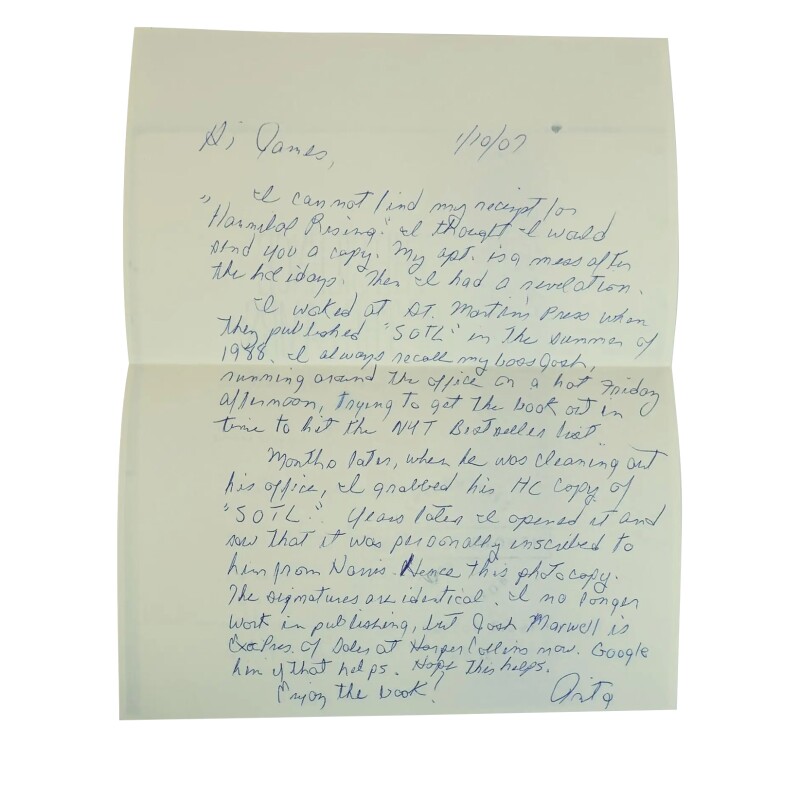 Hi James, 1/10/07
I cannot find my receipt for
"Hannibal Rising." I thought I would
send you a copy. My apt. is a mess after
the holidays. Then I had a revelation.
I worked at St. Martin's Press when
they published "SOTL" in the summer of
1988. I always recall my boss Josh,
running around the office on a hot Friday
afternoon, trying to get the book out in
time to hit the NYT Bestseller list.
Months later, when he was cleaning out
his office, I grabbed his HC copy of
"SOTL." Years later I opened it and
saw that it was personally inscribed to
him from Harris. Hence this photocopy.
The signatures are identical. I no longer
work in publishing, but Josh Marwell is
Pres. of Sales at HarperCollins now. Google
him if that helps. Hope this helps.
Enjoy the book! Anita